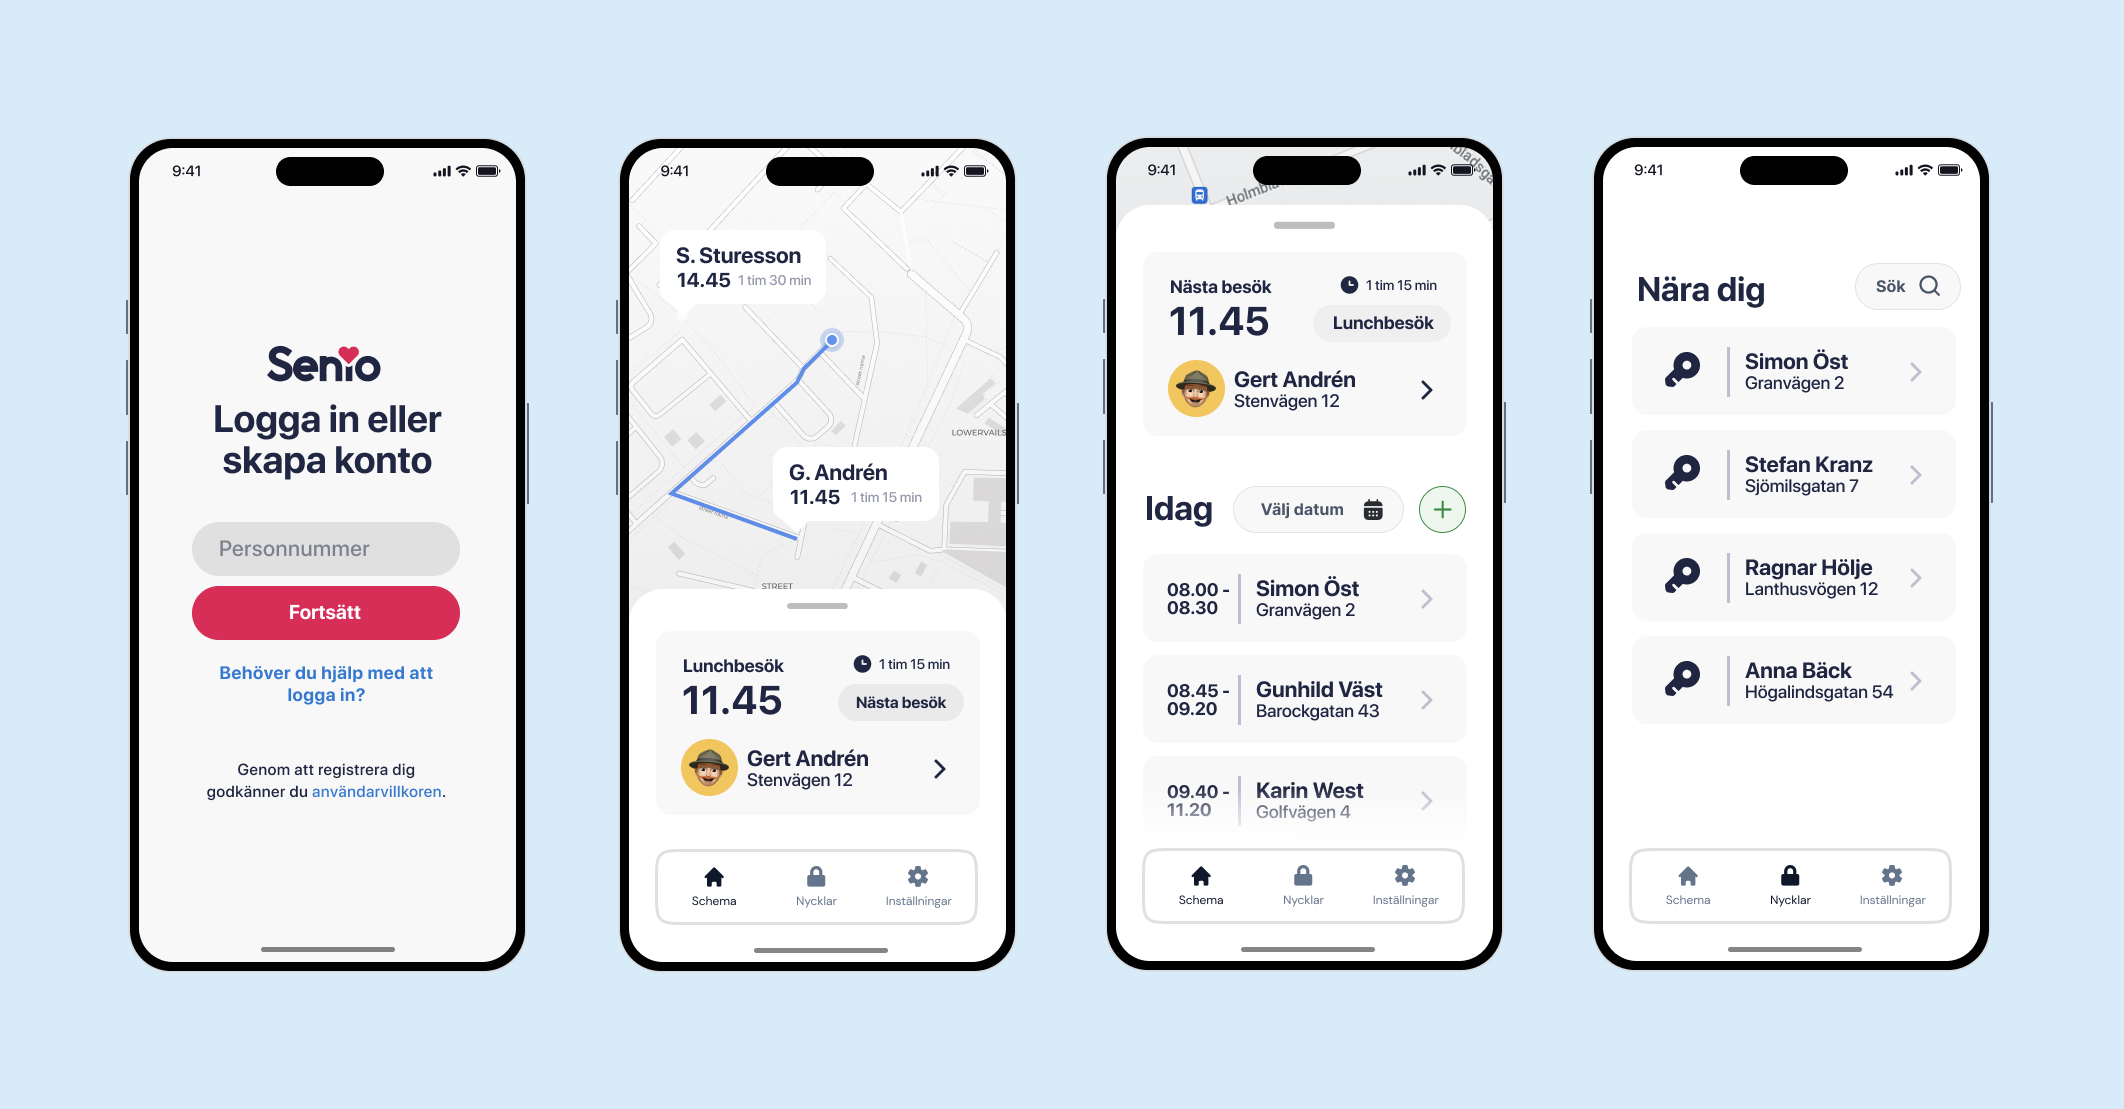 9:41
Senio
Logga in eller
skapa konto
Personnummer
Fortsätt
Behöver du hjälp med att
logga in?
Genom att registrera dig
godkänner du användarvillkoren.
9:41
S. Sturesson
14.45 1 tim 30 min
street name
LOWERVAILS
G. Andrén
11.45 1 tim 15 min
street name
STREET
Lunchbesök
1 tim 15 min
11.45
Nästa besök
Gert Andrén
Stenvägen 12
Schema
Nycklar
Inställningar
9:41
Holmbla
mbladsga
Nästa besök
1 tim 15 min
11.45
Lunchbesök
Gert Andrén
Stenvägen 12
Idag
Välj datum
08.00 -
08.30
Simon Öst
Granvägen 2
08.45 -
09.20
Gunhild Väst
Barockgatan 43
09.40 -
11.20
Karin West
Golfvägen 4
Schema
Nycklar
Inställningar
9:41
Nära dig
Sök
Simon Öst
Granvägen 2
Stefan Kranz
Sjömilsgatan 7
Ragnar Hölje
Lanthusvögen 12
Anna Bäck
Högalindsgatan 54
Schema
Nycklar
Inställningar